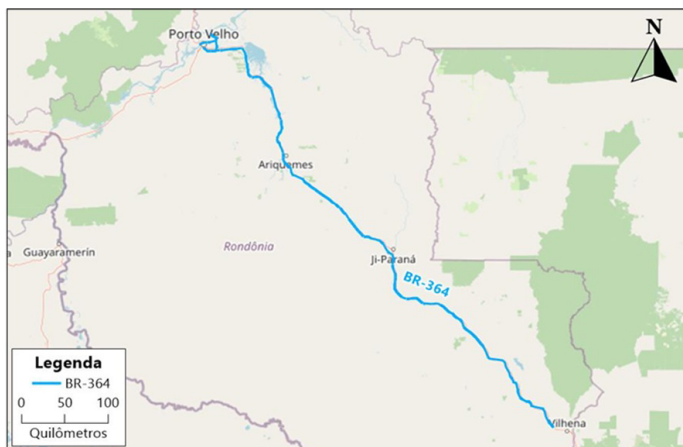 Porto Velho
N
Ariquemes
Rondônia
Guayaramerín
Ji-Paraná
BR-364
Legenda
BR-364
0 50 100
Quilômetros
Vilhena